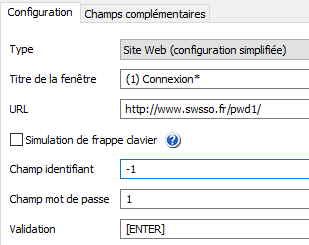 Configuration Champs complémentaires
Type Site Web (configuration simplifiée)
Titre de la fenêtre (1) Connexion*
URL http://www.swsso.fr/pwd1/
Simulation de frappe clavier ?
Champ identifiant -1
Champ mot de passe 1
Validation [ENTER]